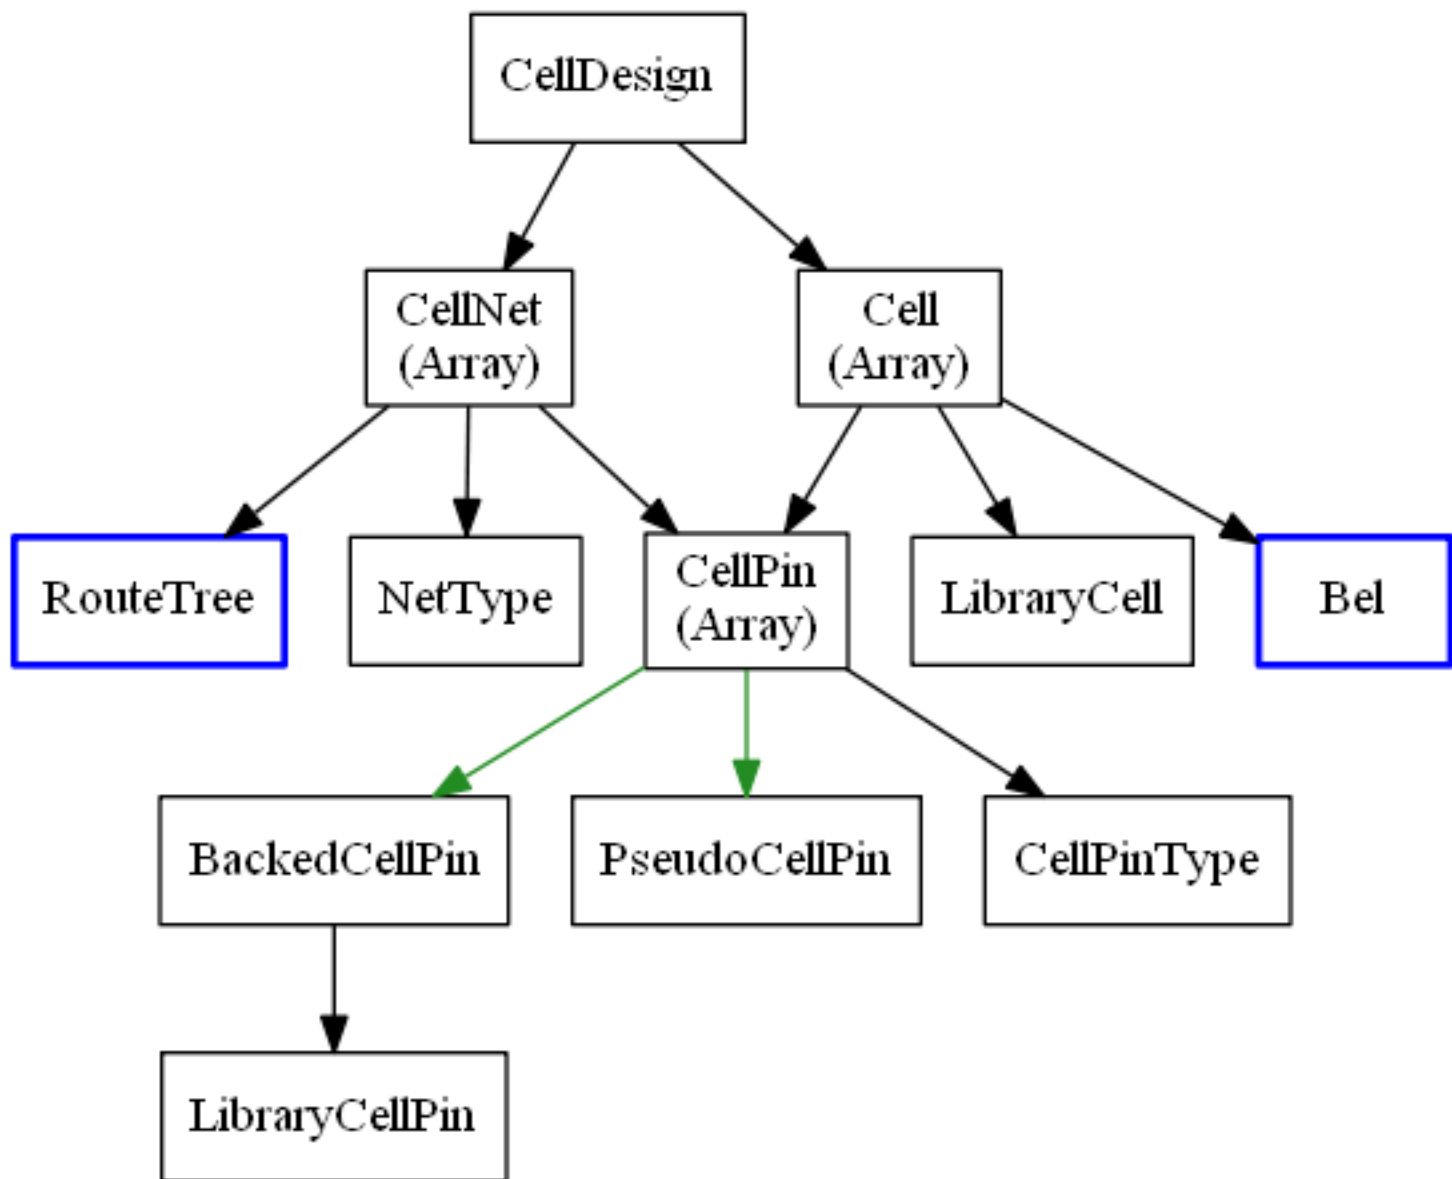 CellDesign
CellNet
(Array)
Cell
(Array)
RouteTree
NetType
CellPin
(Array)
LibraryCell
Bel
BackedCellPin
PseudoCellPin
CellPinType
LibraryCellPin